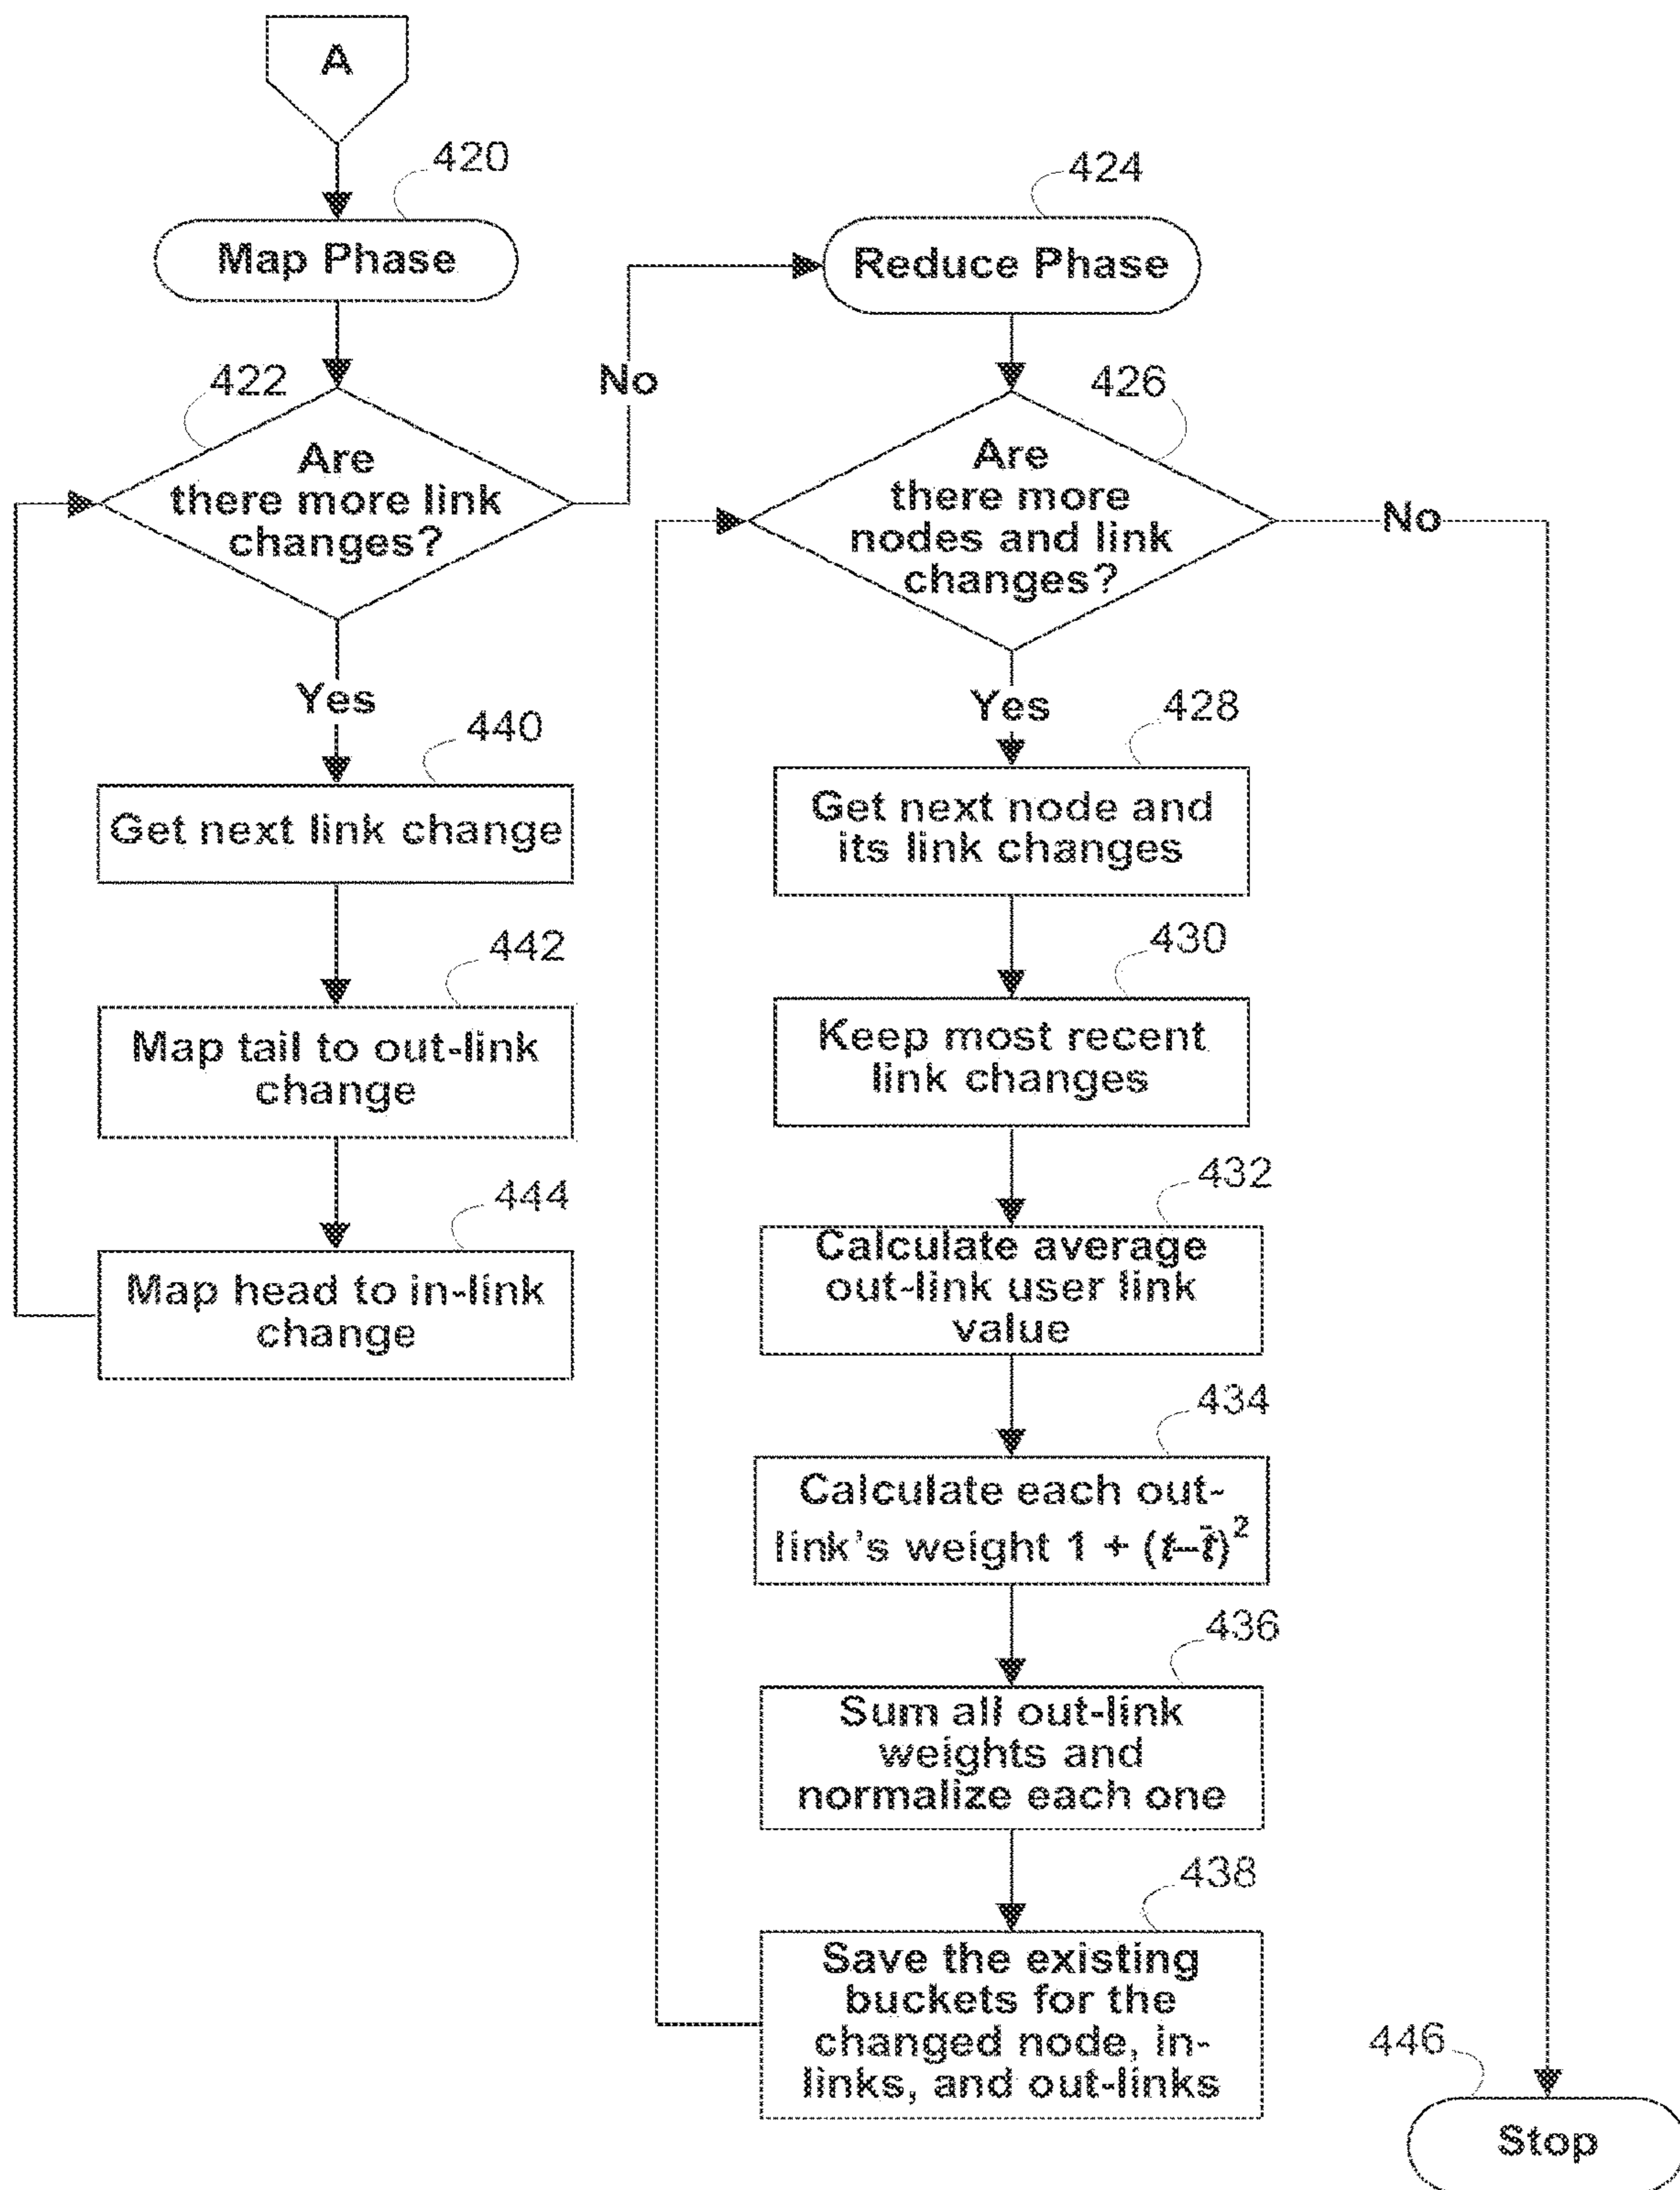 A
420
Map Phase
422
Are
there more link
changes?
No
Yes
440
Get next link change
442
Map tail to out-link
change
444
Map head to in-link
change
424
Reduce Phase
426
Are
there more
nodes and link
changes?
No
Yes
428
Get next node and
its link changes
430
Keep most recent
link changes
432
Calculate average
out-link user link
value
434
Calculate each out-
link's weight 1 + (t–t̄)²
436
Sum all out-link
weights and
normalize each one
438
Save the existing
buckets for the
changed node, in-
links, and out-links
446
Stop